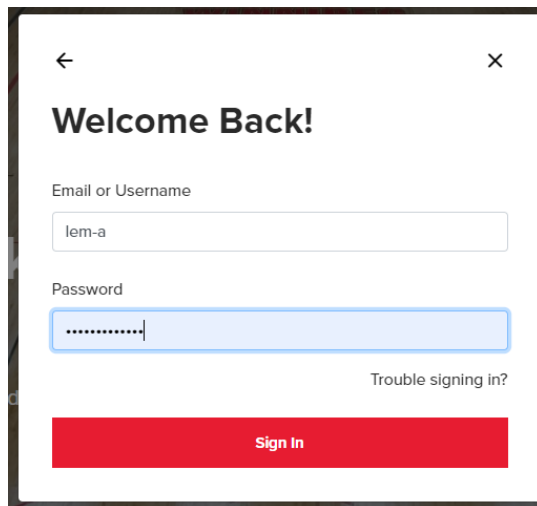 Welcome Back!
Email or Username
lem-a
Password
•••••••••••••
Trouble signing in?
Sign In